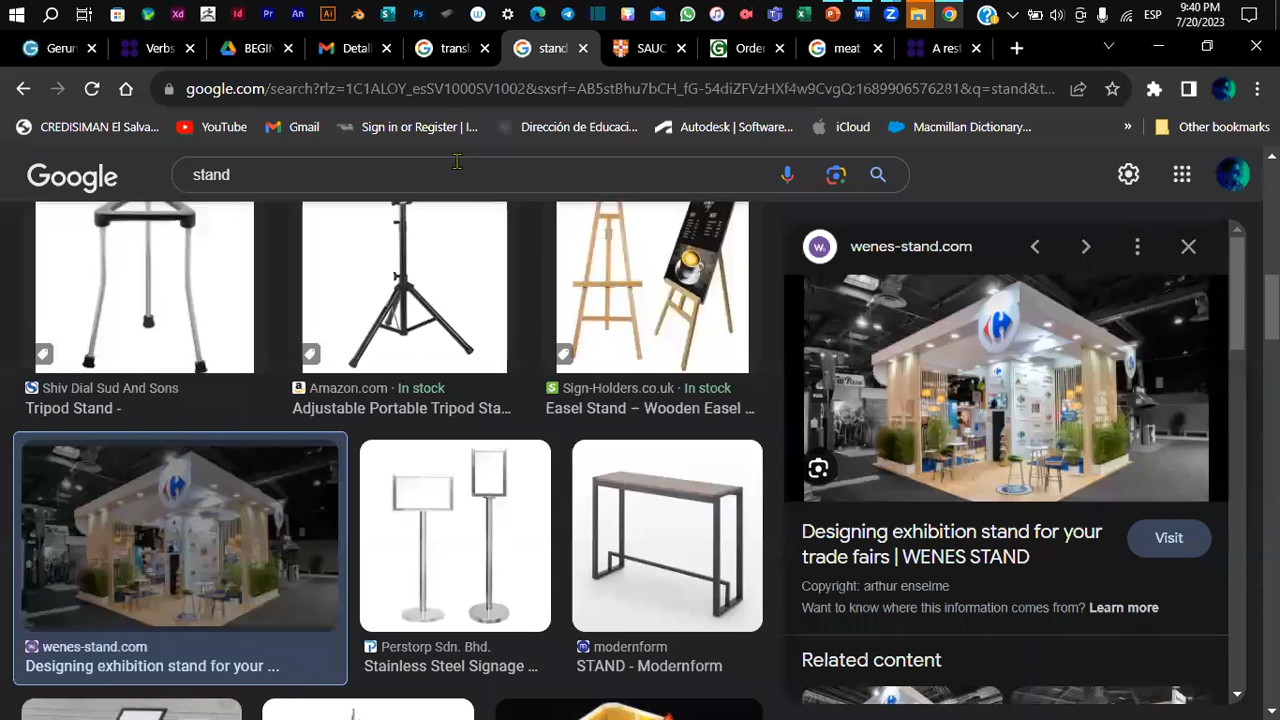 ESP
9:40 PM
7/20/2023
Gerun
Verbs
BEGIN
Detail
transl
stand
SAUC
Order
meat
A rest
google.com/search?rlz=1C1ALOY_esSV1000SV1002&sxsrf=AB5stBhu7bCH_fG-54diZFVzHXf4w9CvgQ:1689906576281&q=stand&t...
CREDISIMAN El Salva...
YouTube
Gmail
Sign in or Register | I...
Dirección de Educaci...
Autodesk | Software...
iCloud
Macmillan Dictionary...
»
Other bookmarks
Google
stand
Shiv Dial Sud And Sons
Tripod Stand -
Amazon.com · In stock
Adjustable Portable Tripod Sta...
Sign-Holders.co.uk · In stock
Easel Stand – Wooden Easel ...
wenes-stand.com
Designing exhibition stand for your ...
Perstorp Sdn. Bhd.
Stainless Steel Signage ...
modernform
STAND - Modernform
wenes-stand.com
Designing exhibition stand for your
trade fairs | WENES STAND
Visit
Copyright: arthur enselme
Want to know where this information comes from? Learn more
Related content